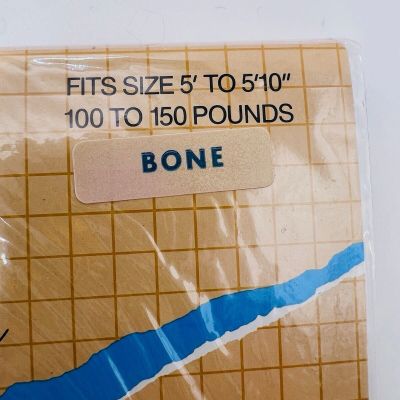 FITS SIZE 5' TO 5'10"
100 TO 150 POUNDS
BONE